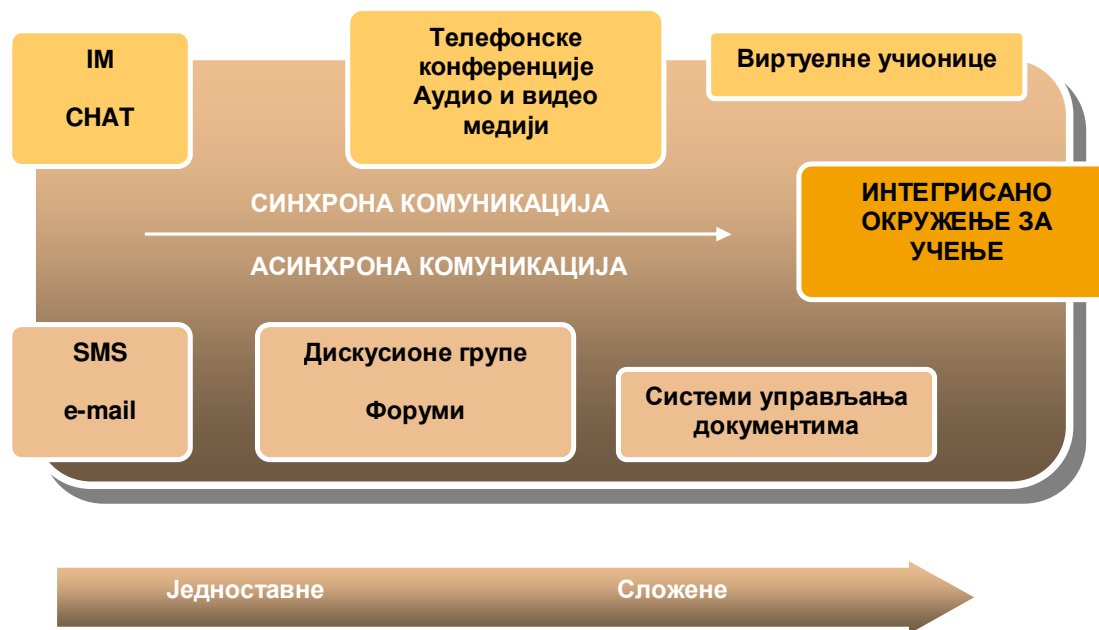 IM
CHAT
Телефонске
конференције
Аудио и видео
медији
Виртуелне учионице
СИНХРОНА КОМУНИКАЦИЈА
АСИНХРОНА КОМУНИКАЦИЈА
ИНТЕГРИСАНО
ОКРУЖЕЊЕ ЗА
УЧЕЊЕ
SMS
e-mail
Дискусионе групе
Форуми
Системи управљања
документима
Једноставне
Сложене